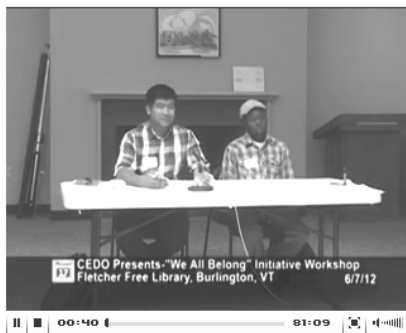 CEDO Presents-"We All Belong" Initiative Workshop
Fletcher Free Library, Burlington, VT
6/7/12
17
00:40
81:09